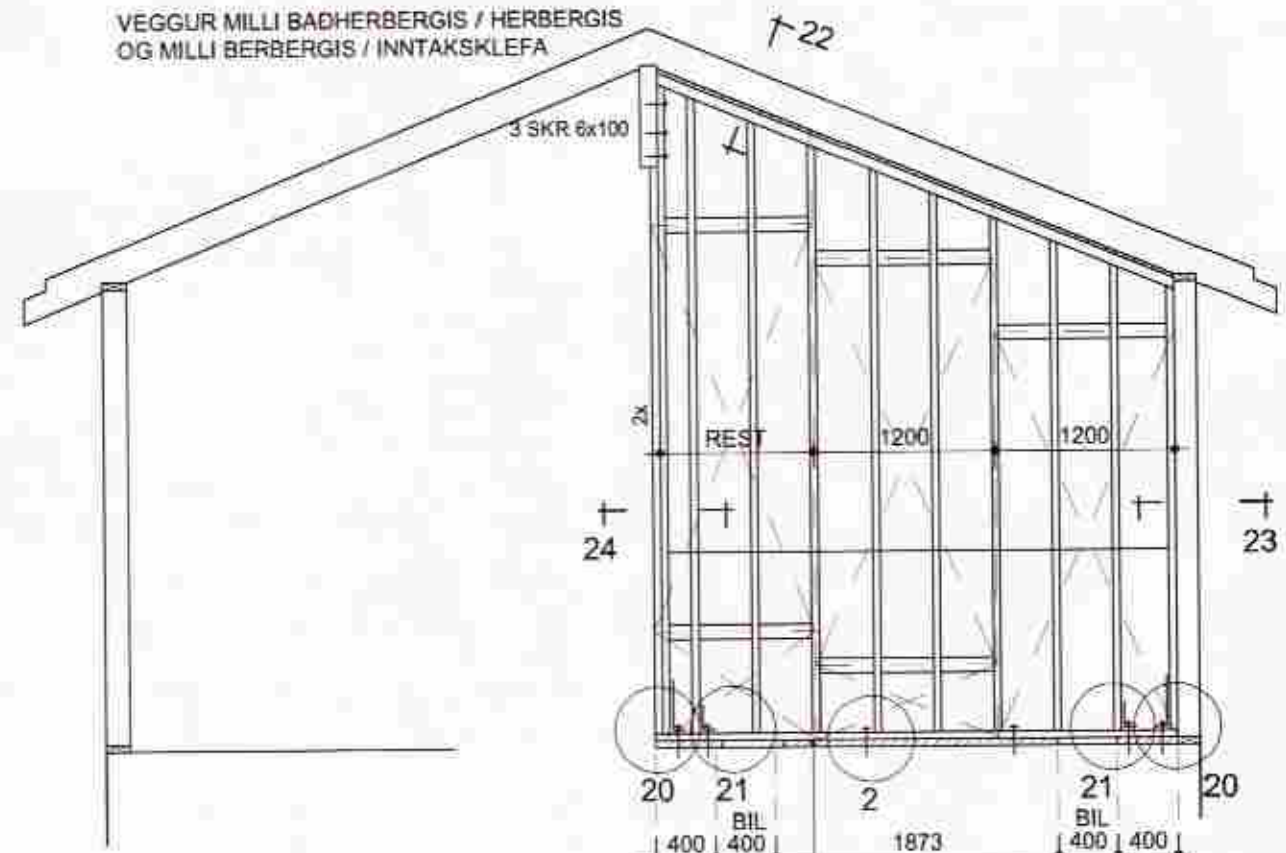 VEGGUR MILLI BAÐHERBERGIS / HERBERGIS
OG MILLI BERBERGIS / INNTAKSKLEFA
22
3 SKR 6x100
2x
REST 1200 1200
24 23
20 21 2 21 20
BIL BIL
400 400 1873 400 400